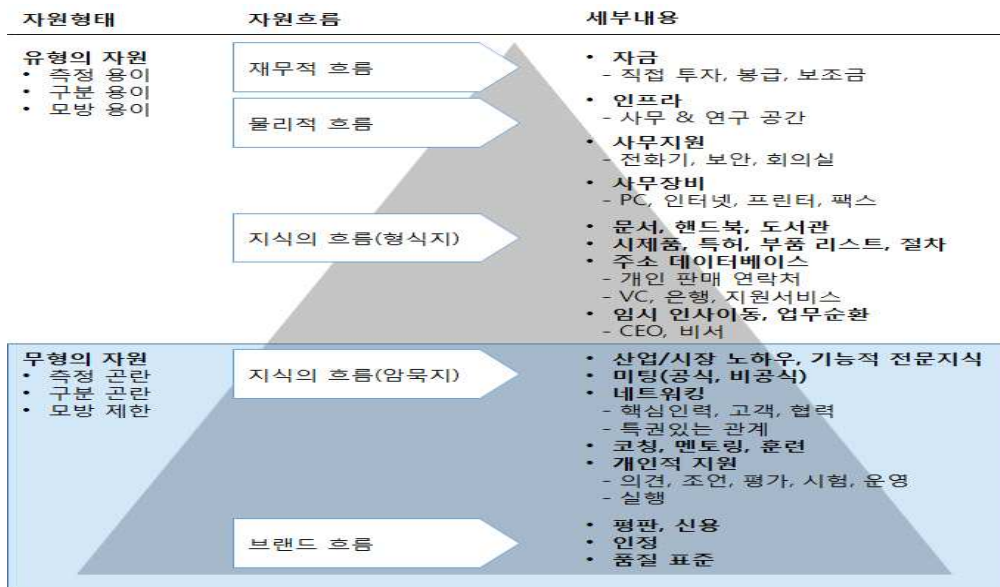 자원형태 자원흐름 세부내용
유형의 자원
• 측정 용이
• 구분 용이
• 모방 용이
재무적 흐름
• 자금
- 직접 투자, 봉급, 보조금
물리적 흐름
• 인프라
- 사무 & 연구 공간
• 사무지원
- 전화기, 보안, 회의실
• 사무장비
- PC, 인터넷, 프린터, 팩스
지식의 흐름(형식지)
• 문서, 핸드북, 도서관
• 시제품, 특허, 부품 리스트, 절차
• 주소 데이터베이스
- 개인 판매 연락처
- VC, 은행, 지원서비스
• 임시 인사이동, 업무순환
- CEO, 비서
무형의 자원
• 측정 곤란
• 구분 곤란
• 모방 제한
지식의 흐름(암묵지)
• 산업/시장 노하우, 기능적 전문지식
• 미팅(공식, 비공식)
• 네트워킹
- 핵심인력, 고객, 협력
- 특권있는 관계
• 코칭, 멘토링, 훈련
• 개인적 지원
- 의견, 조언, 평가, 시험, 운영
- 실행
브랜드 흐름
• 평판, 신용
• 인정
• 품질 표준